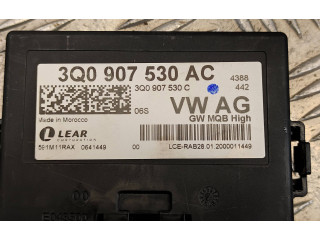 3Q0 907 530 AC 4388
3Q0 907 530 C 442
06S VW AG
Made in Morocco GW MQB High
LEAR
CORPORATION
591M11RAX 0641449 00 LCE-RAB26.01.2000011449